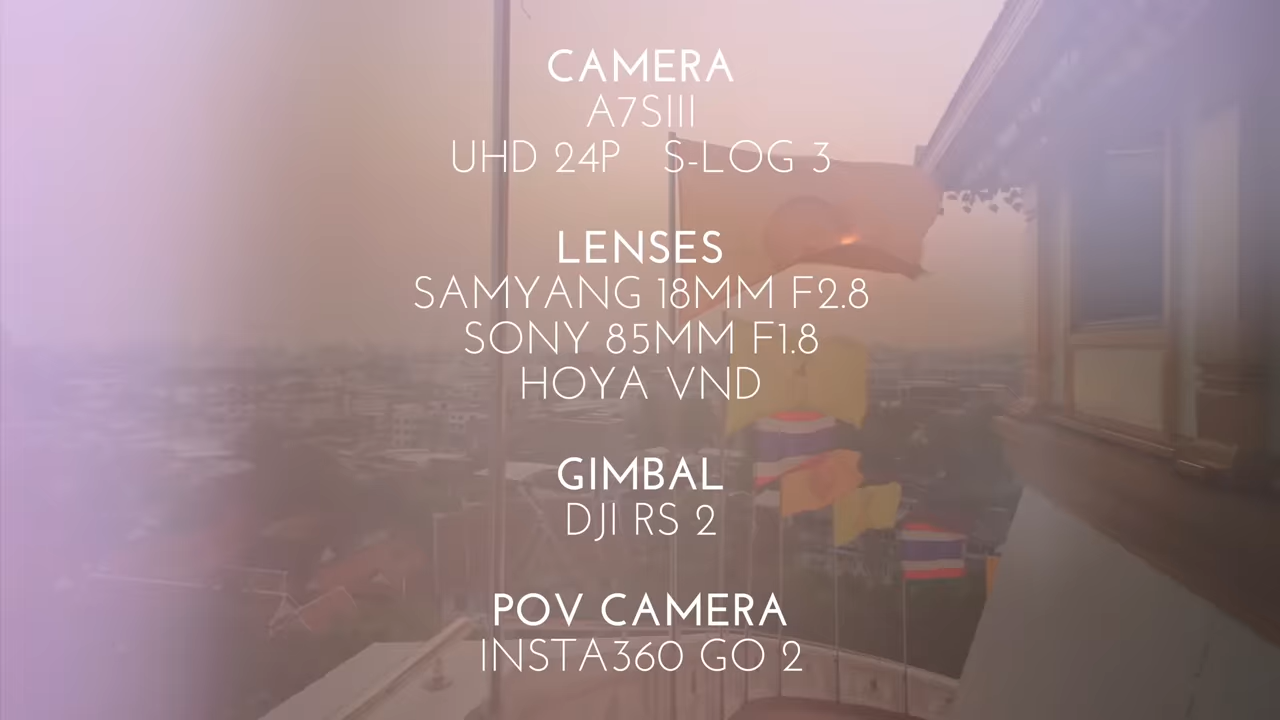 CAMERA
A7SIII
UHD 24P S-LOG 3
LENSES
SAMYANG 18MM F2.8
SONY 85MM F1.8
HOYA VND
GIMBAL
DJI RS 2
POV CAMERA
INSTA360 GO 2